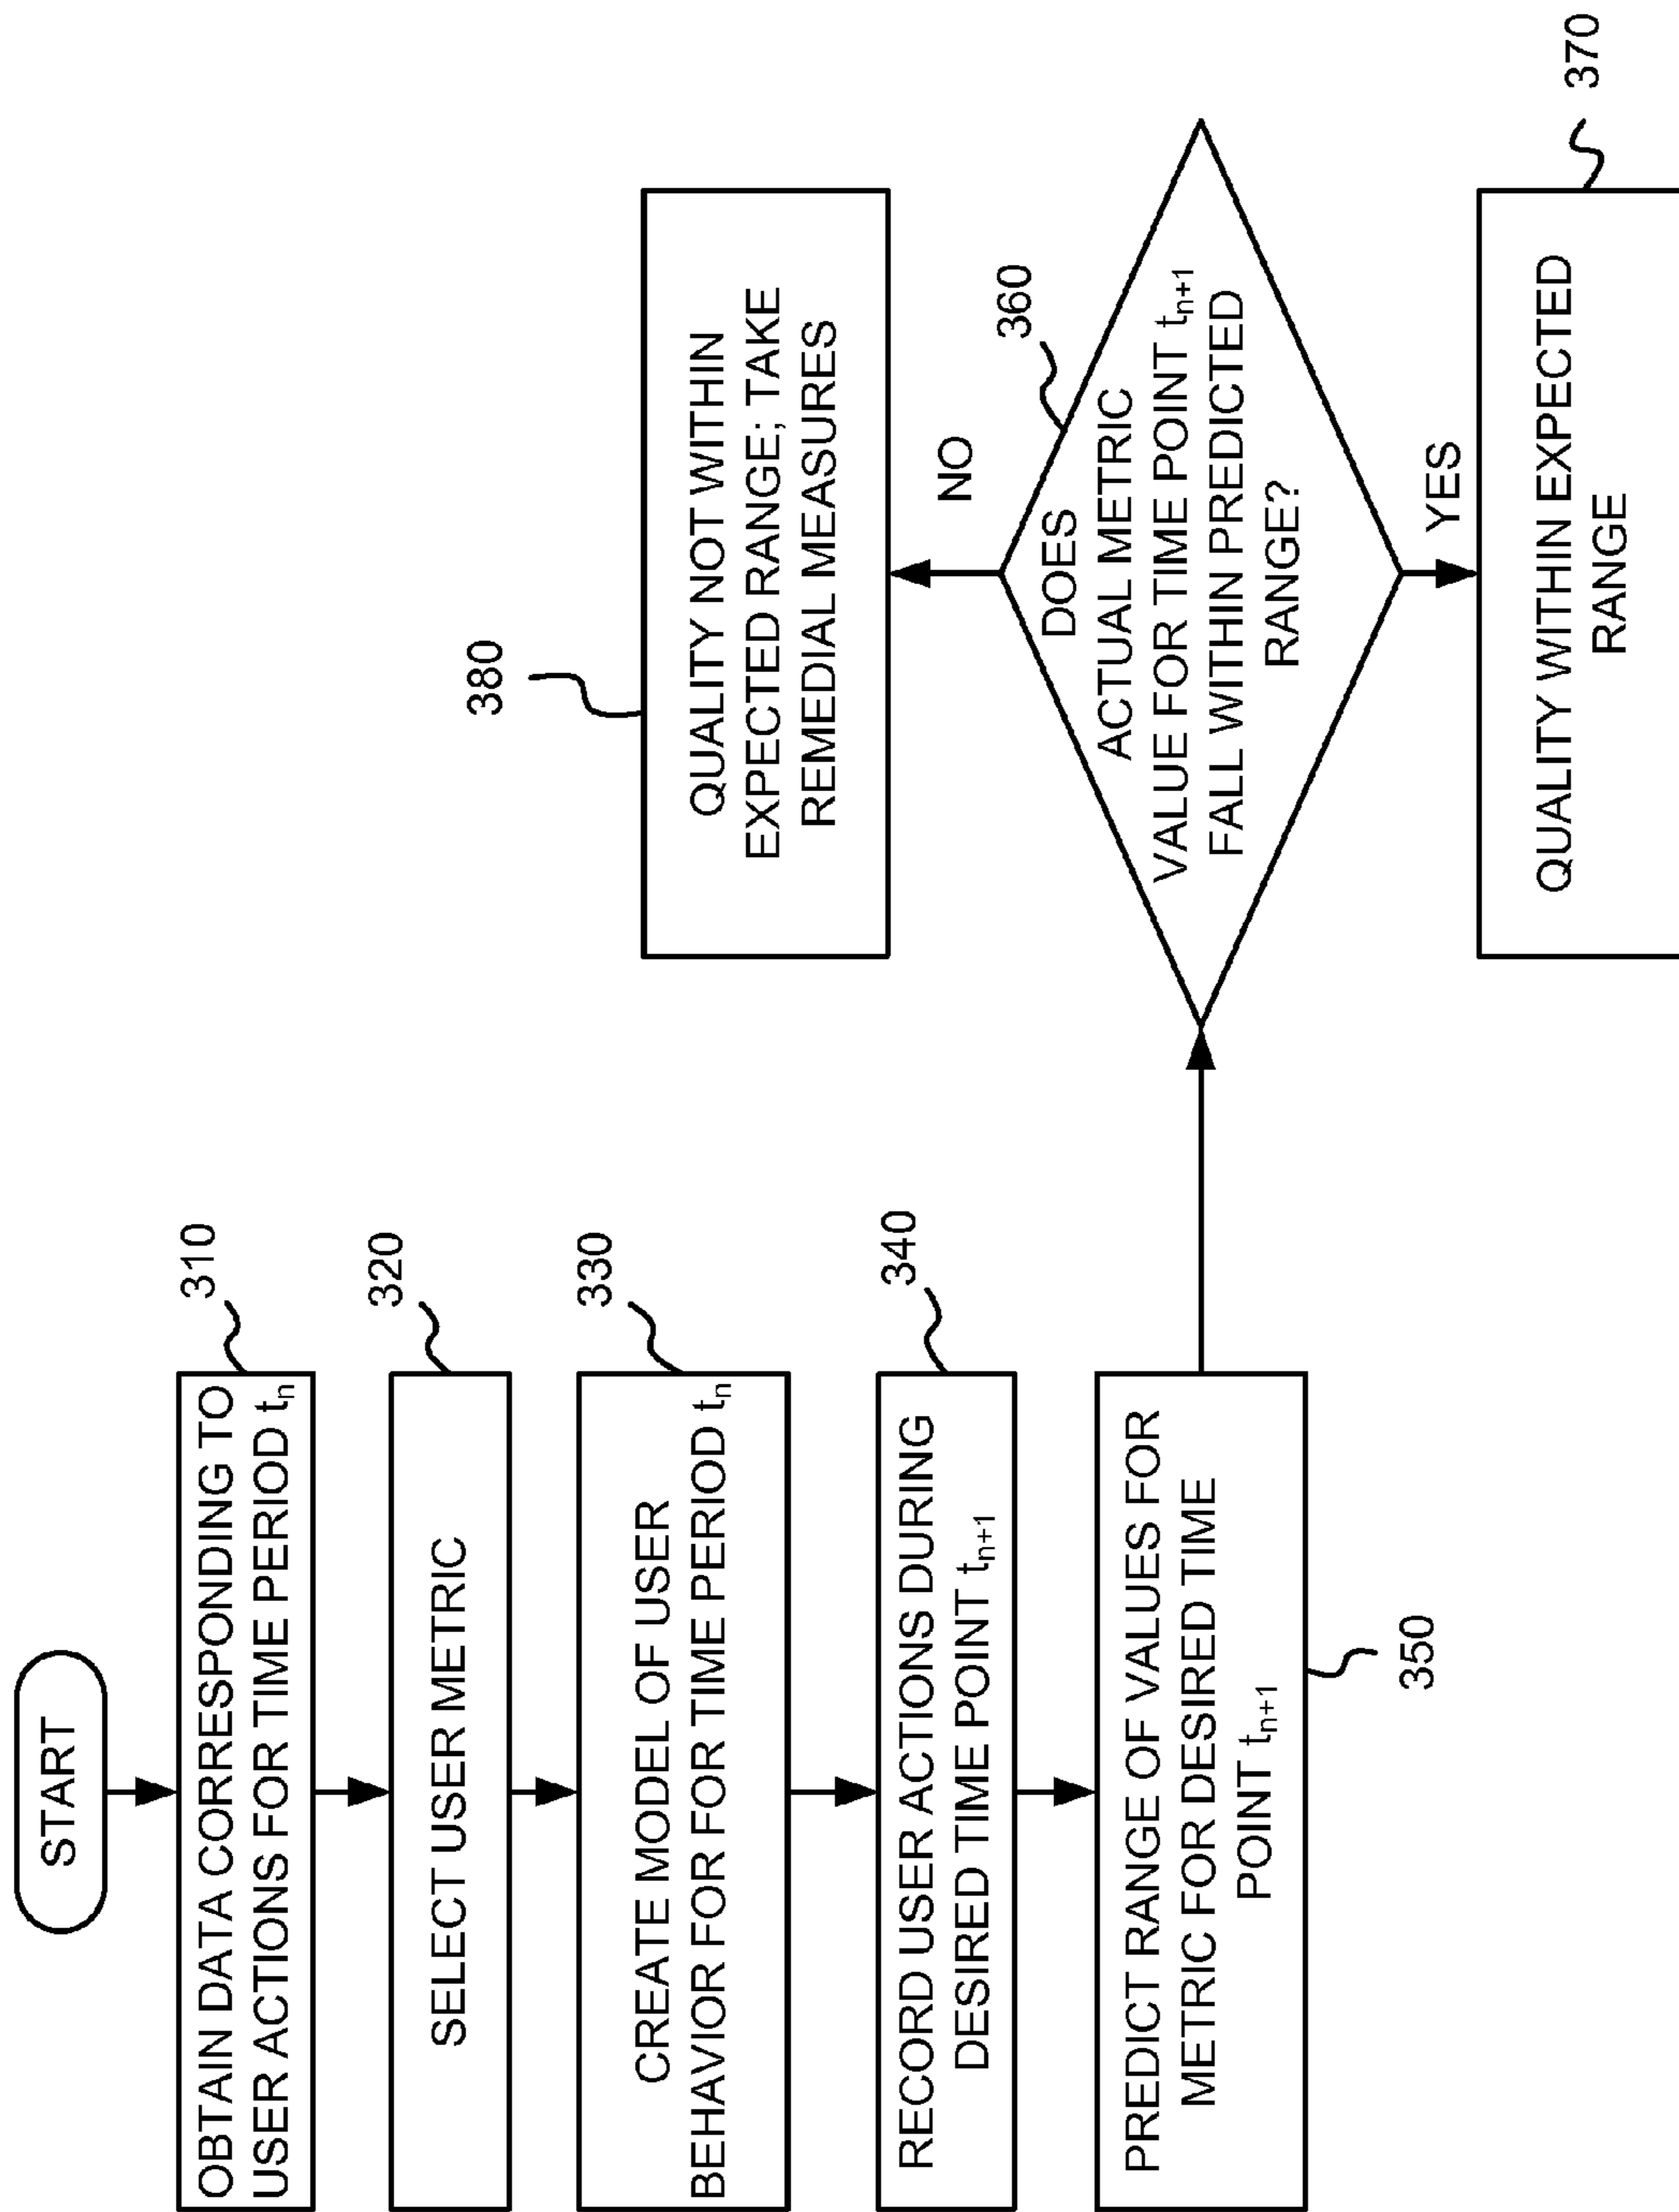 START
310
OBTAIN DATA CORRESPONDING TO
USER ACTIONS FOR TIME PERIOD tn
320
SELECT USER METRIC
330
CREATE MODEL OF USER
BEHAVIOR FOR TIME PERIOD tn
340
RECORD USER ACTIONS DURING
DESIRED TIME POINT tn+1
PREDICT RANGE OF VALUES FOR
METRIC FOR DESIRED TIME
POINT tn+1
350
380
QUALITY NOT WITHIN
EXPECTED RANGE; TAKE
REMEDIAL MEASURES
NO
360
DOES
ACTUAL METRIC
VALUE FOR TIME POINT tn+1
FALL WITHIN PREDICTED
RANGE?
YES
370
QUALITY WITHIN EXPECTED
RANGE